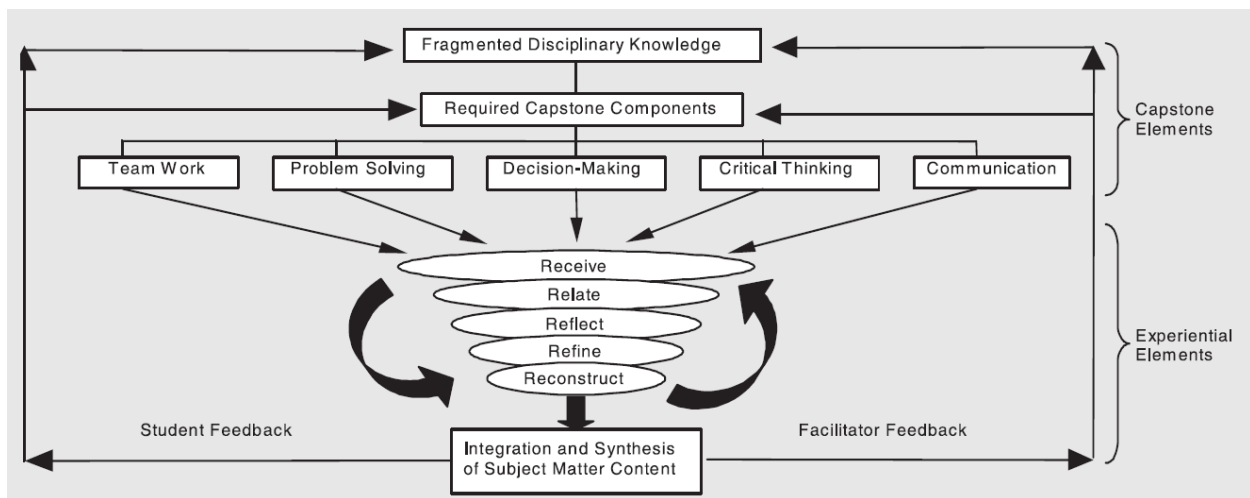 Fragmented Disciplinary Knowledge
Required Capstone Components
Capstone
Elements
Team Work
Problem Solving
Decision-Making
Critical Thinking
Communication
Receive
Relate
Reflect
Refine
Reconstruct
Experiential
Elements
Student Feedback
Facilitator Feedback
Integration and Synthesis
of Subject Matter Content